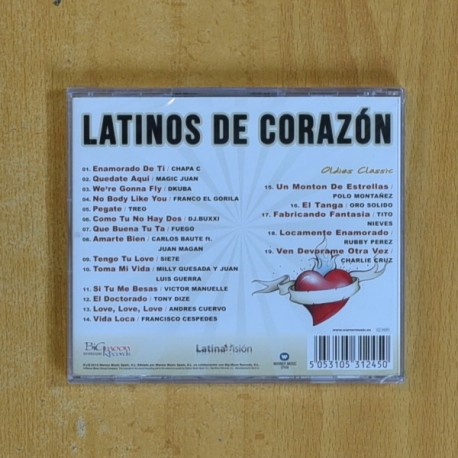 LATINOS DE CORAZÓN
01. Enamorado De Ti / CHAPA C
02. Quedate Aqui / MAGIC JUAN
03. We're Gonna Fly / DKUBA
04. No Body Like You / FRANCO EL GORILA
05. Pegate / TREO
06. Como Tu No Hay Dos / DJ.BUXXI
07. Que Buena Tu Ta / FUEGO
08. Amarte Bien / CARLOS BAUTE ft.
JUAN MAGAN
09. Tengo Tu Love / SIETE
10. Toma Mi Vida / MILLY QUESADA Y JUAN
LUIS GUERRA
11. Si Tu Me Besas / VICTOR MANUELLE
12. El Doctorado / TONY DIZE
13. Love, Love, Love / ANDRES CUERVO
14. Vida Loca / FRANCISCO CESPEDES
Oldies Classic
15. Un Monton De Estrellas /
POLO MONTAÑEZ
16. El Tanga / ORO SOLIDO
17. Fabricando Fantasia / TITO
NIEVES
18. Locamente Enamorado /
RUBBY PEREZ
19. Ven Devorame Otra Vez /
CHARLIE CRUZ
BiGmoon
Records
Latinavisión
WARNER MUSIC
SPAIN
5 053105 312450